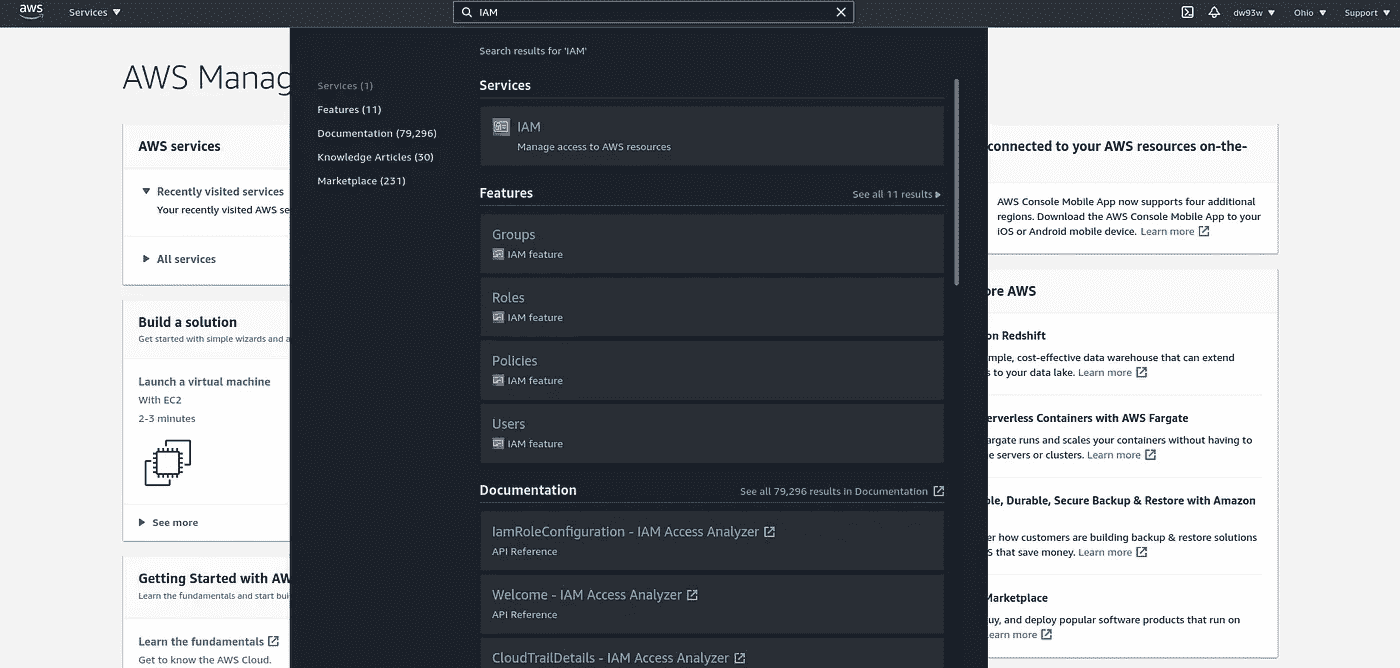 aws
Services
IAM
dw93w
Ohio
Support
AWS Manag
AWS services
Recently visited services
Your recently visited AWS se
All services
Build a solution
Get started with simple wizards and a
Launch a virtual machine
With EC2
2-3 minutes
See more
Getting Started with AW
Learn the fundamentals and start bui
Learn the fundamentals
Get to know the AWS Cloud.
Search results for 'IAM'
Services (1)
Features (11)
Documentation (79,296)
Knowledge Articles (30)
Marketplace (231)
Services
IAM
Manage access to AWS resources
Features
See all 11 results
Groups
IAM feature
Roles
IAM feature
Policies
IAM feature
Users
IAM feature
Documentation
See all 79,296 results in Documentation
IamRoleConfiguration - IAM Access Analyzer
API Reference
Welcome - IAM Access Analyzer
API Reference
CloudTrailDetails - IAM Access Analyzer
connected to your AWS resources on-the-
AWS Console Mobile App now supports four additional
regions. Download the AWS Console Mobile App to your
iOS or Android mobile device. Learn more
ore AWS
on Redshift
mple, cost-effective data warehouse that can extend
s to your data lake. Learn more
erverless Containers with AWS Fargate
argate runs and scales your containers without having to
e servers or clusters. Learn more
ble, Durable, Secure Backup & Restore with Amazon
er how customers are building backup & restore solutions
S that save money. Learn more
Marketplace
uy, and deploy popular software products that run on
earn more